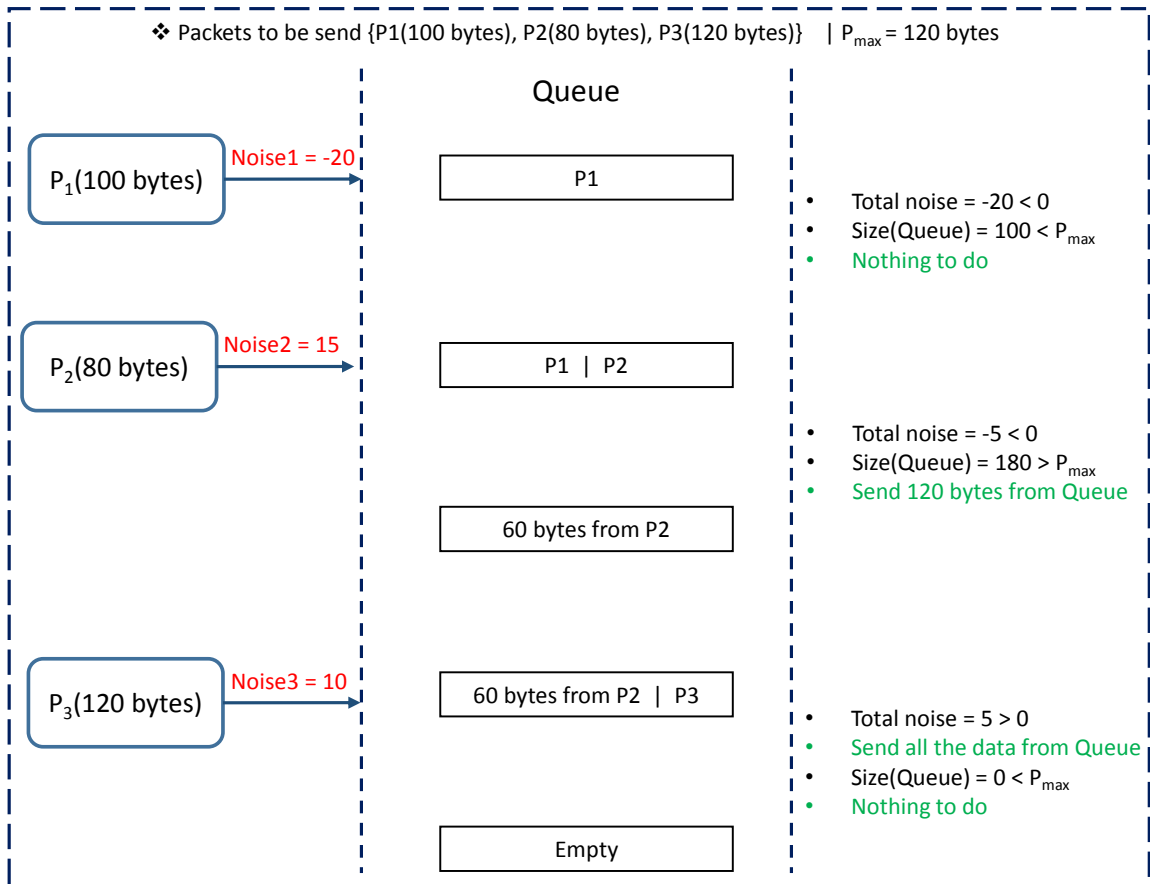 ❖ Packets to be send {P1(100 bytes), P2(80 bytes), P3(120 bytes)} | Pmax = 120 bytes
Queue
P1(100 bytes)
Noise1 = -20
P1
• Total noise = -20 < 0
• Size(Queue) = 100 < Pmax
• Nothing to do
P2(80 bytes)
Noise2 = 15
P1 | P2
• Total noise = -5 < 0
• Size(Queue) = 180 > Pmax
• Send 120 bytes from Queue
60 bytes from P2
P3(120 bytes)
Noise3 = 10
60 bytes from P2 | P3
• Total noise = 5 > 0
• Send all the data from Queue
• Size(Queue) = 0 < Pmax
• Nothing to do
Empty